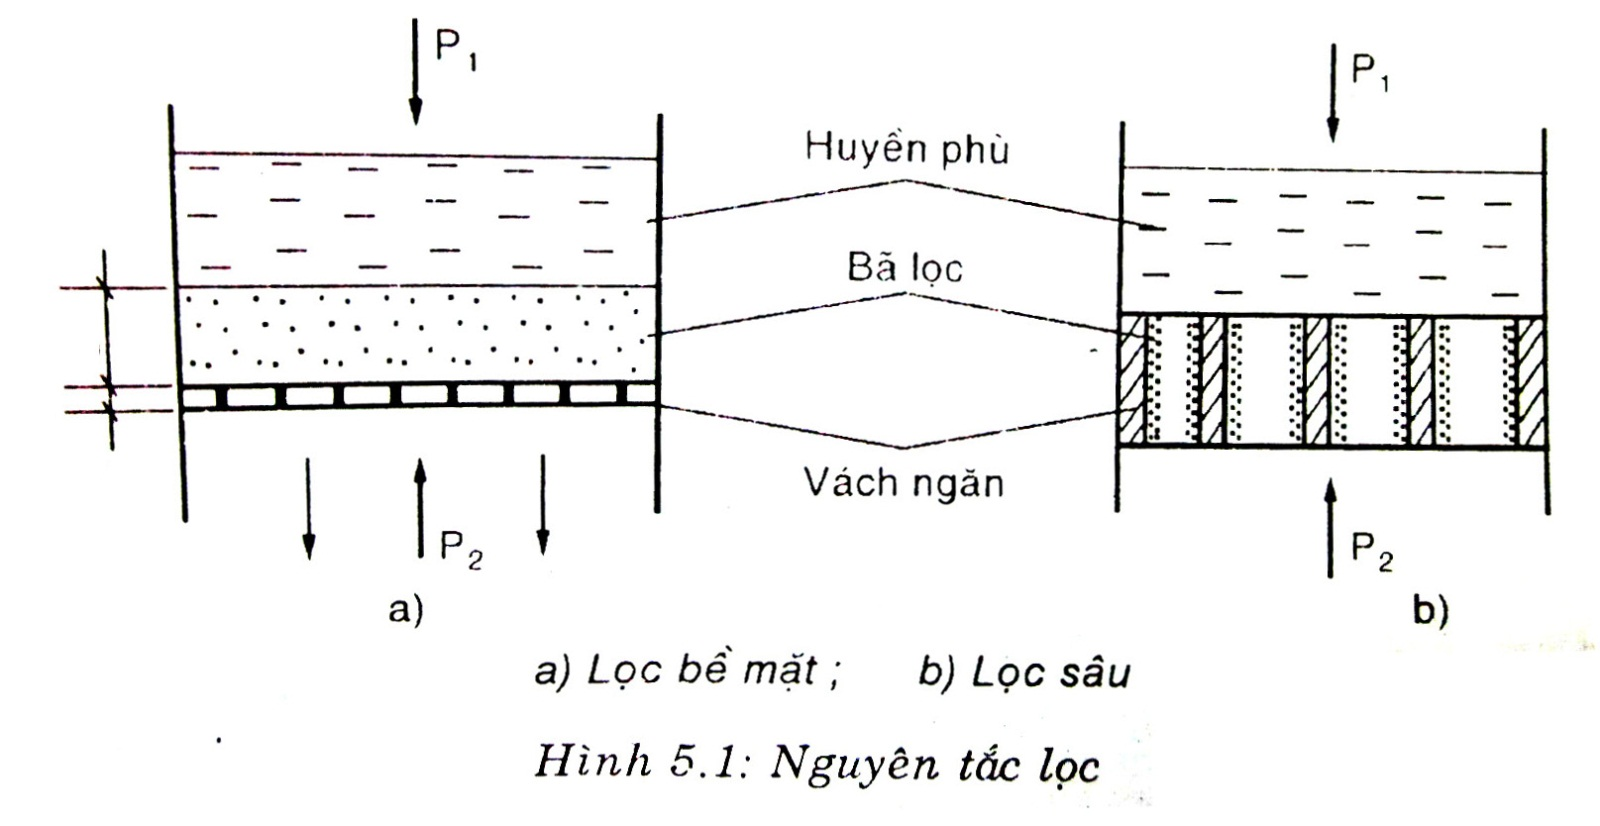 P1
P1
Huyền phù
Bã lọc
Vách ngăn
P2
P2
a)
b)
a) Lọc bề mặt ; b) Lọc sâu
Hình 5.1: Nguyên tắc lọc